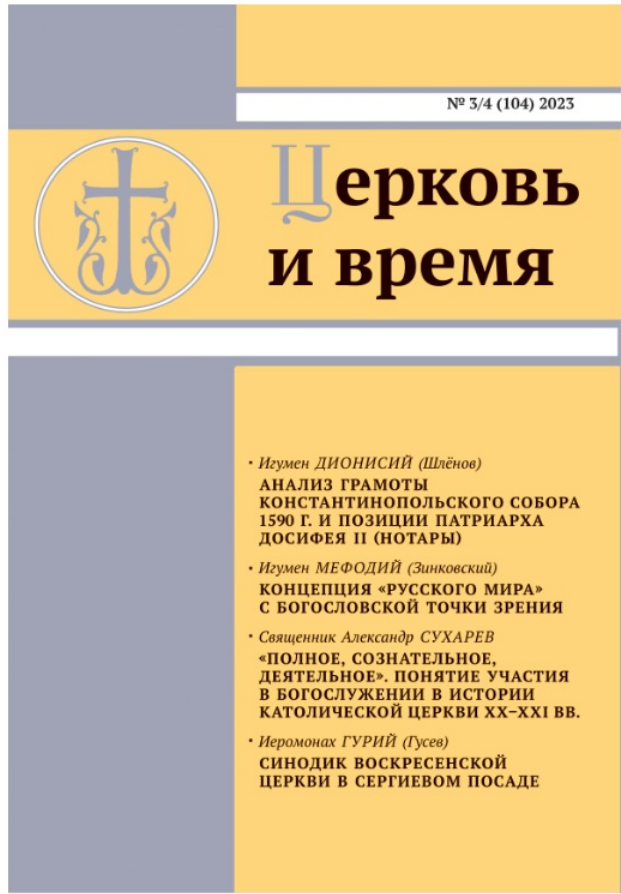 № 3/4 (104) 2023
Церковь
и время
• Игумен ДИОНИСИЙ (Шлёнов)
АНАЛИЗ ГРАМОТЫ
КОНСТАНТИНОПОЛЬСКОГО СОБОРА
1590 Г. И ПОЗИЦИИ ПАТРИАРХА
ДОСИФЕЯ II (НОТАРЫ)
• Игумен МЕФОДИЙ (Зинковский)
КОНЦЕПЦИЯ «РУССКОГО МИРА»
С БОГОСЛОВСКОЙ ТОЧКИ ЗРЕНИЯ
• Священник Александр СУХАРЕВ
«ПОЛНОЕ, СОЗНАТЕЛЬНОЕ,
ДЕЯТЕЛЬНОЕ». ПОНЯТИЕ УЧАСТИЯ
В БОГОСЛУЖЕНИИ В ИСТОРИИ
КАТОЛИЧЕСКОЙ ЦЕРКВИ XX–XXI ВВ.
• Иеромонах ГУРИЙ (Гусев)
СИНОДИК ВОСКРЕСЕНСКОЙ
ЦЕРКВИ В СЕРГИЕВОМ ПОСАДЕ